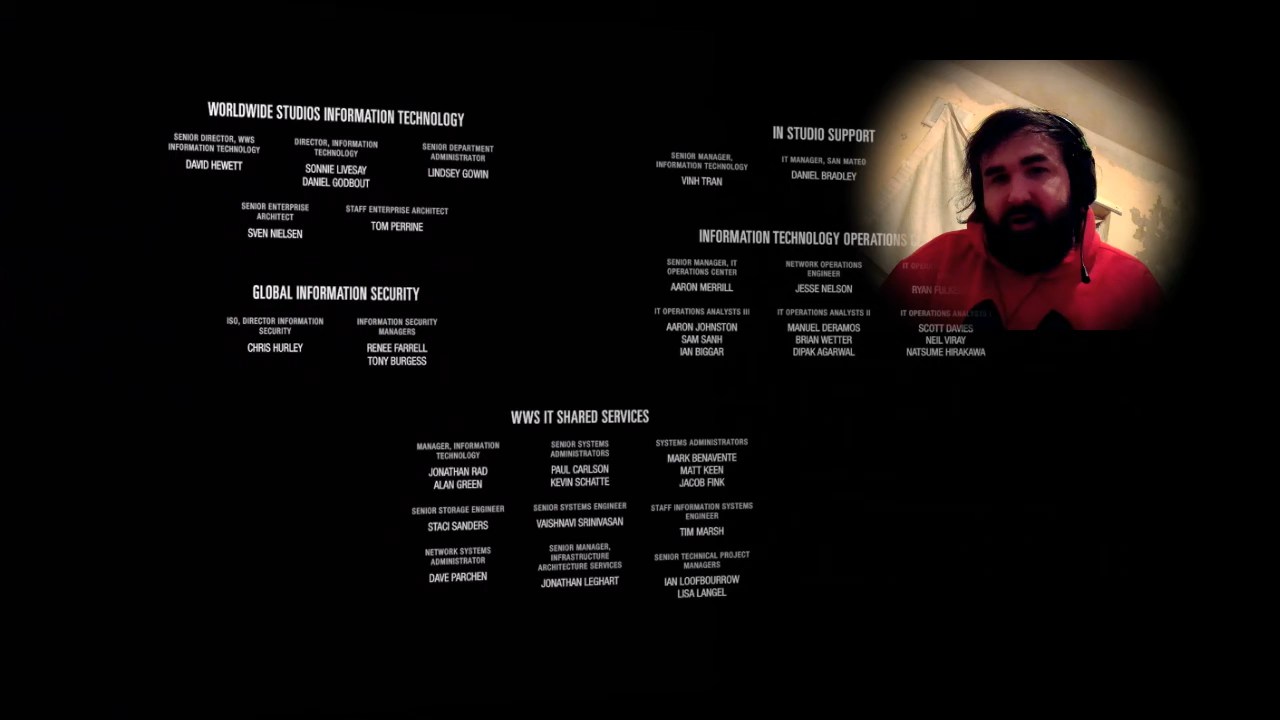 WORLDWIDE STUDIOS INFORMATION TECHNOLOGY
SENIOR DIRECTOR, WWS
INFORMATION TECHNOLOGY
DAVID HEWETT
DIRECTOR, INFORMATION
TECHNOLOGY
SONNIE LIVESAY
DANIEL GODBOUT
SENIOR DEPARTMENT
ADMINISTRATOR
LINDSEY GOWIN
SENIOR ENTERPRISE
ARCHITECT
SVEN NIELSEN
STAFF ENTERPRISE ARCHITECT
TOM PERRINE
IN STUDIO SUPPORT
SENIOR MANAGER,
INFORMATION TECHNOLOGY
VINH TRAN
IT MANAGER, SAN MATEO
DANIEL BRADLEY
GLOBAL INFORMATION SECURITY
ISO, DIRECTOR INFORMATION
SECURITY
CHRIS HURLEY
INFORMATION SECURITY
MANAGERS
RENEE FARRELL
TONY BURGESS
INFORMATION TECHNOLOGY OPERATIONS
SENIOR MANAGER, IT
OPERATIONS CENTER
AARON MERRILL
NETWORK OPERATIONS
ENGINEER
JESSE NELSON
IT
RYAN
IT OPERATIONS ANALYSTS III
AARON JOHNSTON
SAM SANH
IAN BIGGAR
IT OPERATIONS ANALYSTS II
MANUEL DERAMOS
BRIAN WETTER
DIPAK AGARWAL
IT OPERATIONS ANALYSTS
SCOTT DAVIES
NEIL VIRAY
NATSUME HIRAKAWA
WWS IT SHARED SERVICES
MANAGER, INFORMATION
TECHNOLOGY
JONATHAN RAD
ALAN GREEN
SENIOR SYSTEMS
ADMINISTRATORS
PAUL CARLSON
KEVIN SCHATTE
SYSTEMS ADMINISTRATORS
MARK BENAVENTE
MATT KEEN
JACOB FINK
SENIOR STORAGE ENGINEER
STACI SANDERS
SENIOR SYSTEMS ENGINEER
VAISHNAVI SRINIVASAN
STAFF INFORMATION SYSTEMS
ENGINEER
TIM MARSH
NETWORK SYSTEMS
ADMINISTRATOR
DAVE PARCHEN
SENIOR MANAGER,
INFRASTRUCTURE
ARCHITECTURE SERVICES
JONATHAN LEGHART
SENIOR TECHNICAL PROJECT
MANAGERS
IAN LOOFBOURROW
LISA LANGEL